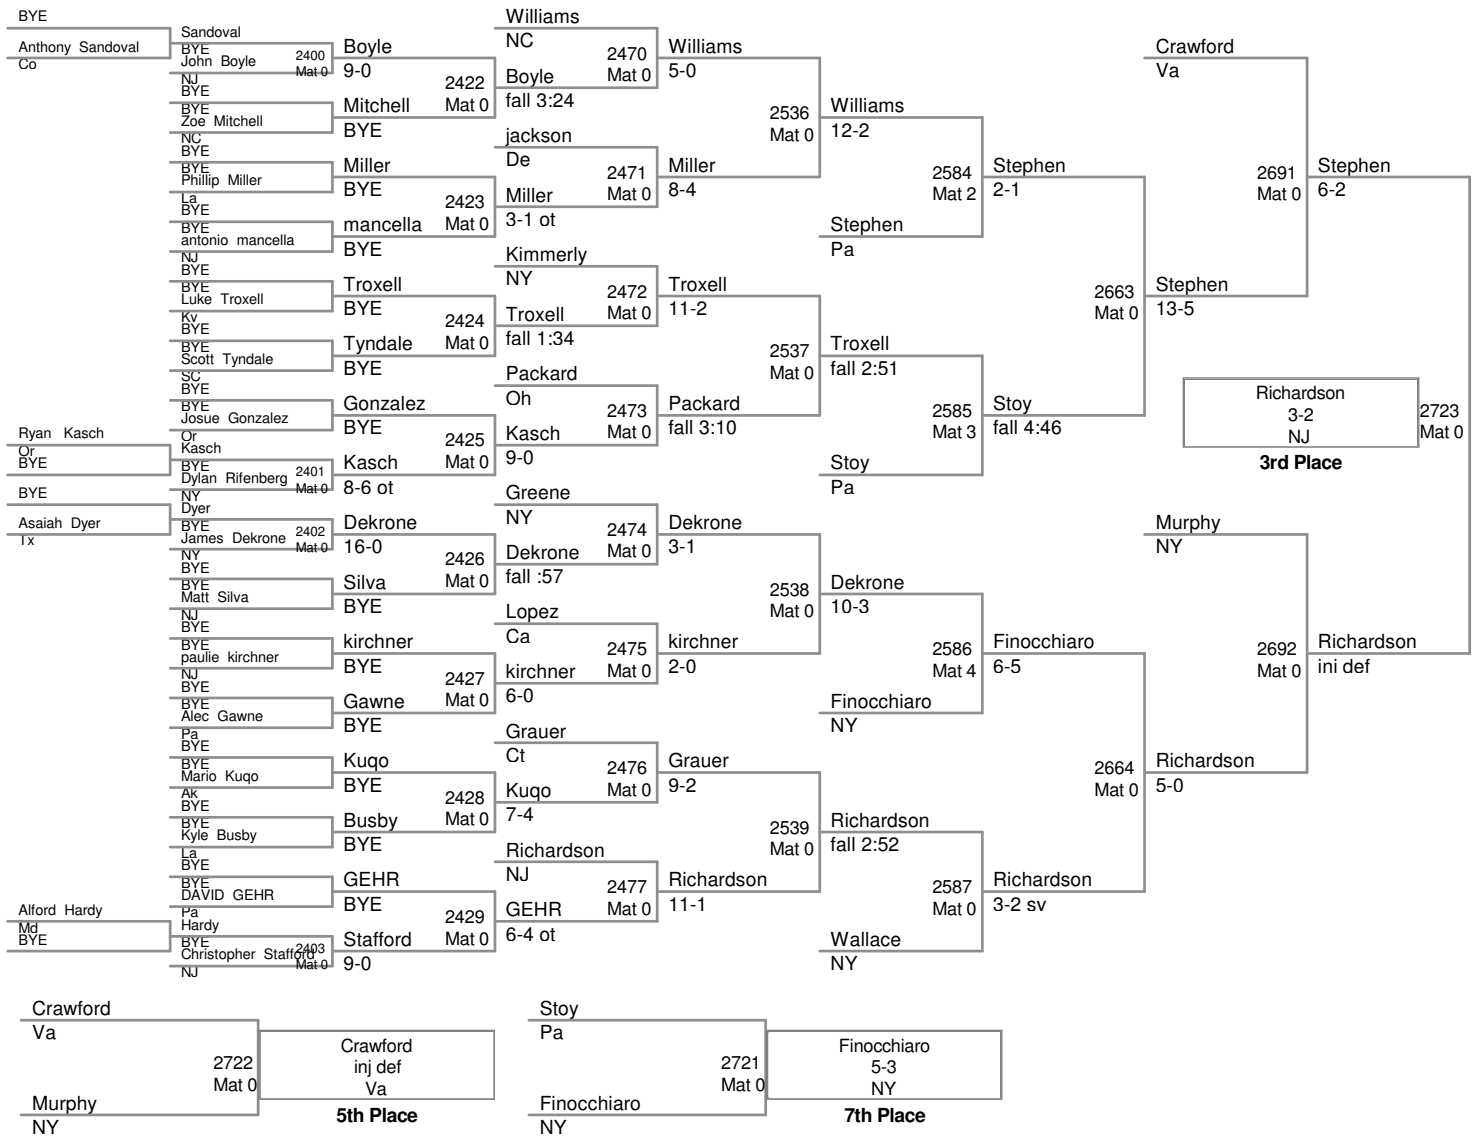 BYE
Anthony Sandoval
Co
Sandoval
BYE
John Boyle
2400
Mat 0
NJ
BYE
BYE
Zoe Mitchell
NC
BYE
BYE
Phillip Miller
La
BYE
BYE
antonio mancella
NJ
BYE
BYE
Luke Troxell
Ky
BYE
BYE
Scott Tyndale
SC
BYE
BYE
Josue Gonzalez
Or
Ryan Kasch
Or
BYE
Kasch
BYE
Dylan Rifenberg
2401
Mat 0
NY
BYE
Asaiah Dyer
Tx
Dyer
BYE
James Dekrone
2402
Mat 0
NY
BYE
BYE
Matt Silva
NJ
BYE
BYE
paulie kirchner
NJ
BYE
BYE
Alec Gawne
Pa
BYE
BYE
Mario Kuqo
Ak
BYE
BYE
Kyle Busby
La
BYE
BYE
DAVID GEHR
Pa
Alford Hardy
Md
BYE
Hardy
BYE
Christopher Stafford
2403
Mat 0
NJ
Boyle
9-0
2422
Mat 0
Mitchell
BYE
Miller
BYE
2423
Mat 0
mancella
BYE
Troxell
BYE
2424
Mat 0
Tyndale
BYE
Gonzalez
BYE
2425
Mat 0
Kasch
8-6 ot
Dekrone
16-0
2426
Mat 0
Silva
BYE
kirchner
BYE
2427
Mat 0
Gawne
BYE
Kuqo
BYE
2428
Mat 0
Busby
BYE
GEHR
BYE
2429
Mat 0
Stafford
9-0
Williams
NC
2470
Mat 0
Boyle
fall 3:24
jackson
De
2471
Mat 0
Miller
3-1 ot
Kimmerly
NY
2472
Mat 0
Troxell
fall 1:34
Packard
Oh
2473
Mat 0
Kasch
9-0
Greene
NY
2474
Mat 0
Dekrone
fall :57
Lopez
Ca
2475
Mat 0
kirchner
6-0
Grauer
Ct
2476
Mat 0
Kuqo
7-4
Richardson
NJ
2477
Mat 0
GEHR
6-4 ot
Williams
5-0
2536
Mat 0
Miller
8-4
Troxell
11-2
2537
Mat 0
Packard
fall 3:10
Dekrone
3-1
2538
Mat 0
kirchner
2-0
Grauer
9-2
2539
Mat 0
Richardson
11-1
Williams
12-2
2584
Mat 2
Stephen
Pa
Troxell
fall 2:51
2585
Mat 3
Stoy
Pa
Dekrone
10-3
2586
Mat 4
Finocchiaro
NY
Richardson
fall 2:52
2587
Mat 0
Wallace
NY
Stephen
2-1
2663
Mat 0
Stoy
fall 4:46
Finocchiaro
6-5
2664
Mat 0
Richardson
3-2 sv
Crawford
Va
2691
Mat 0
Stephen
13-5
Murphy
NY
2692
Mat 0
Richardson
5-0
Stephen
6-2
Richardson
3-2
NJ
2723
Mat 0
3rd Place
Richardson
inj def
Crawford
Va
2722
Mat 0
Murphy
NY
Crawford
inj def
Va
5th Place
Stoy
Pa
2721
Mat 0
Finocchiaro
NY
Finocchiaro
5-3
NY
7th Place